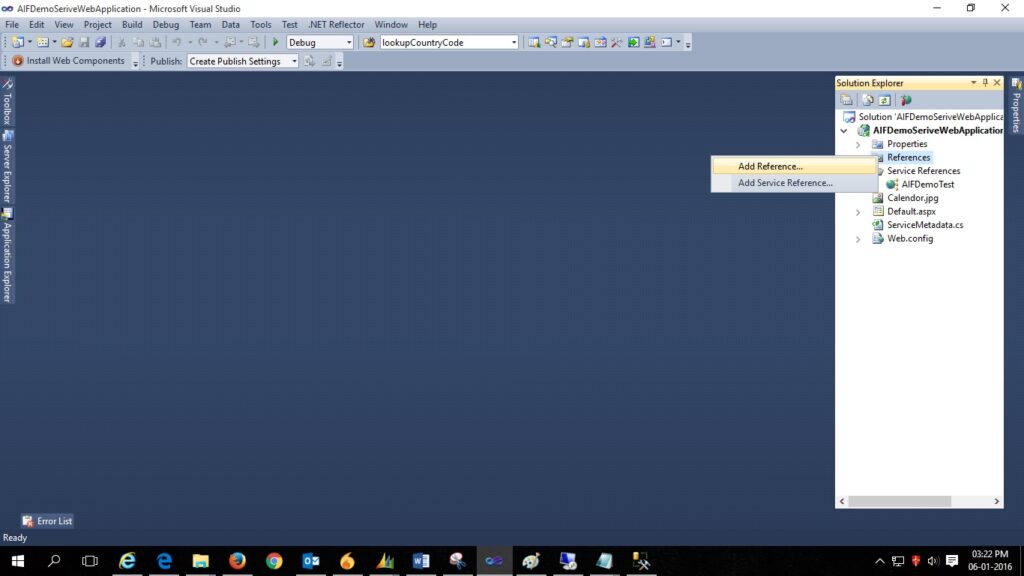 AIFDemoSeriveWebApplication - Microsoft Visual Studio
File Edit View Project Build Debug Team Data Tools Test .NET Reflector Window Help
Debug lookupCountryCode
Install Web Components Publish: Create Publish Settings
Toolbox
Server Explorer
Application Explorer
Solution Explorer
Properties
Solution 'AIFDemoSeriveWebApplica
AIFDemoSeriveWebApplication
Properties
References
Service References
AIFDemoTest
Calendor.jpg
Default.aspx
ServiceMetadata.cs
Web.config
Add Reference...
Add Service Reference...
Error List
Ready
03:22 PM
06-01-2016